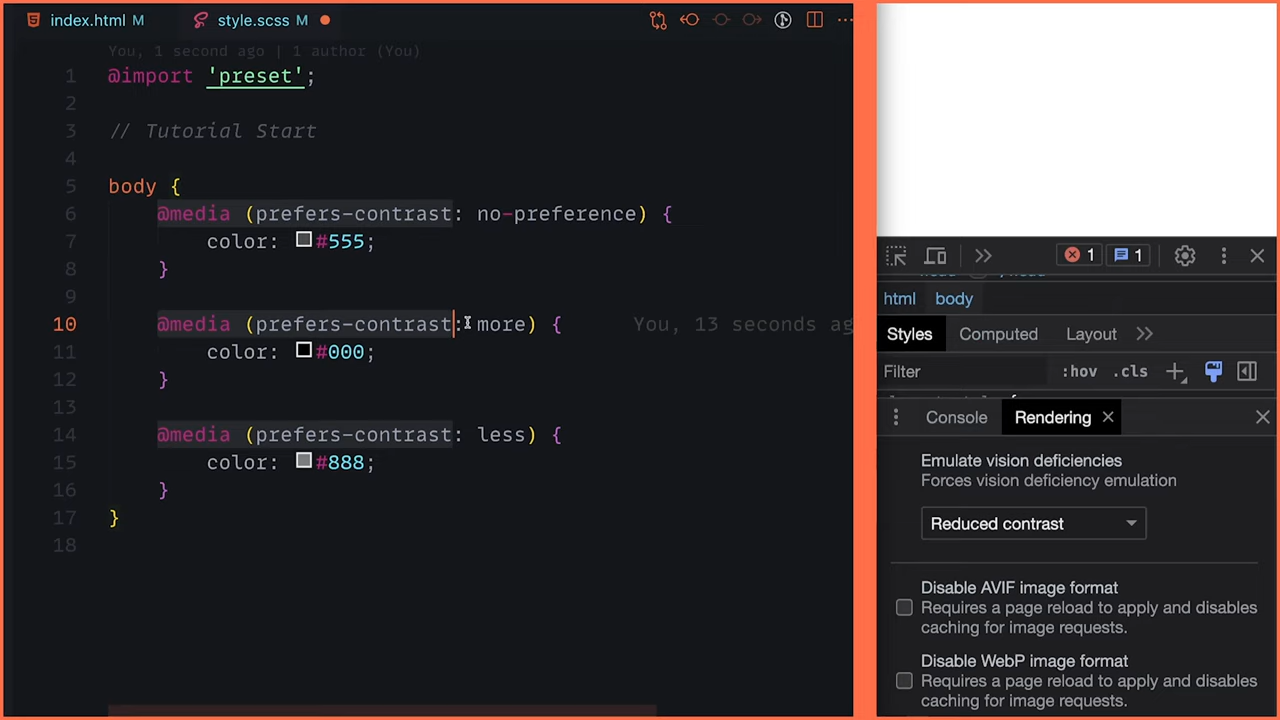 index.html M
style.scss M
You, 1 second ago | 1 author (You)
1 @import 'preset';
2
3 // Tutorial Start
4
5 body {
6 @media (prefers-contrast: no-preference) {
7 color: #555;
8 }
9
10 @media (prefers-contrast: more) { You, 13 seconds ag
11 color: #000;
12 }
13
14 @media (prefers-contrast: less) {
15 color: #888;
16 }
17 }
18
1 1
html body
Styles Computed Layout
Filter :hov .cls
Console Rendering
Emulate vision deficiencies
Forces vision deficiency emulation
Reduced contrast
Disable AVIF image format
Requires a page reload to apply and disables
caching for image requests.
Disable WebP image format
Requires a page reload to apply and disables
caching for image requests.